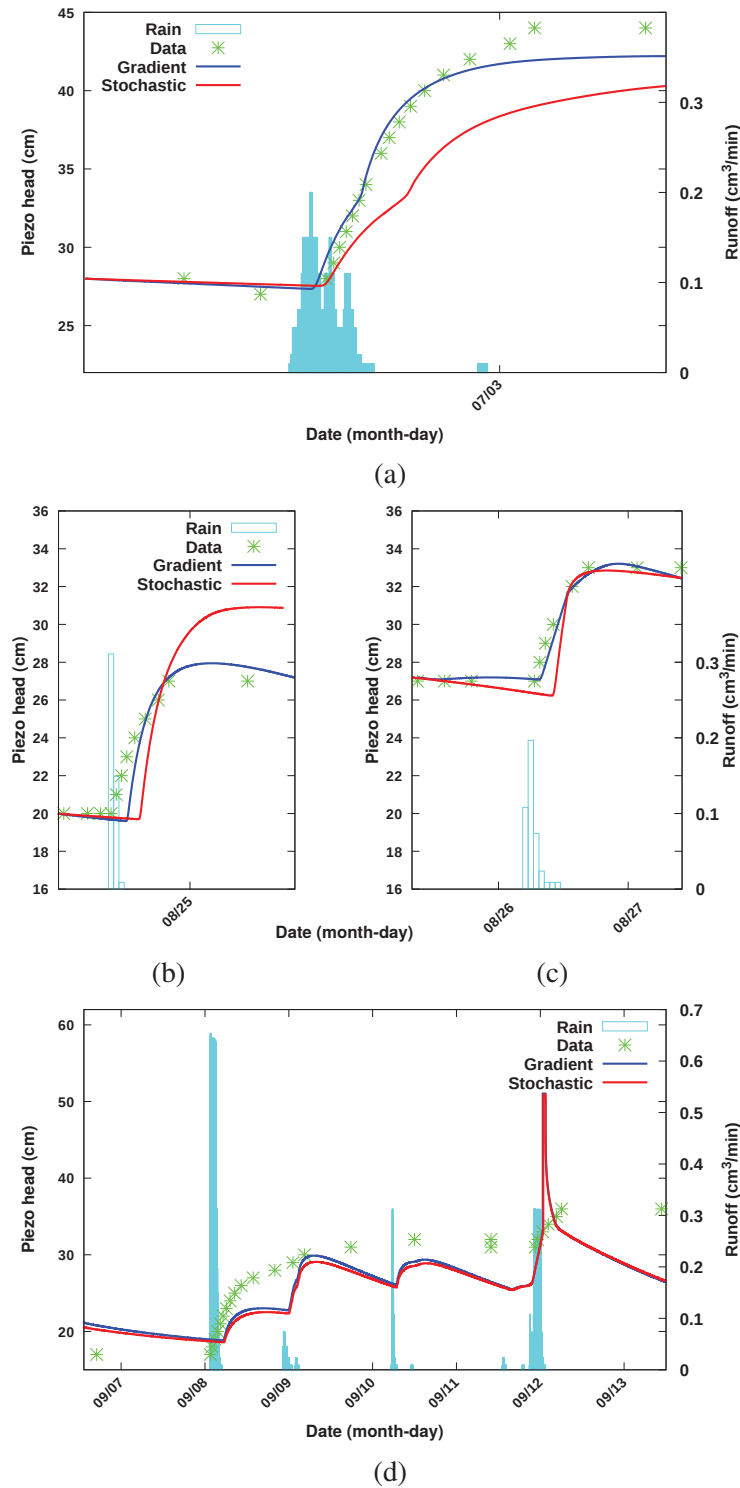 45
40
35
30
25
Piezo head (cm)
Rain
Data
Gradient
Stochastic
0.3
0.2
0.1
0
Runoff (cm³/min)
07/03
Date (month-day)
(a)
36
34
32
30
28
26
24
22
20
18
16
Piezo head (cm)
Rain
Data
Gradient
Stochastic
08/25
36
34
32
30
28
26
24
22
20
18
16
Piezo head (cm)
0.3
0.2
0.1
0
Runoff (cm³/min)
08/26
08/27
Date (month-day)
(b)
(c)
60
50
40
30
20
Piezo head (cm)
Rain
Data
Gradient
Stochastic
0.7
0.6
0.5
0.4
0.3
0.2
0.1
0
Runoff (cm³/min)
09/07
09/08
09/09
09/10
09/11
09/12
09/13
Date (month-day)
(d)